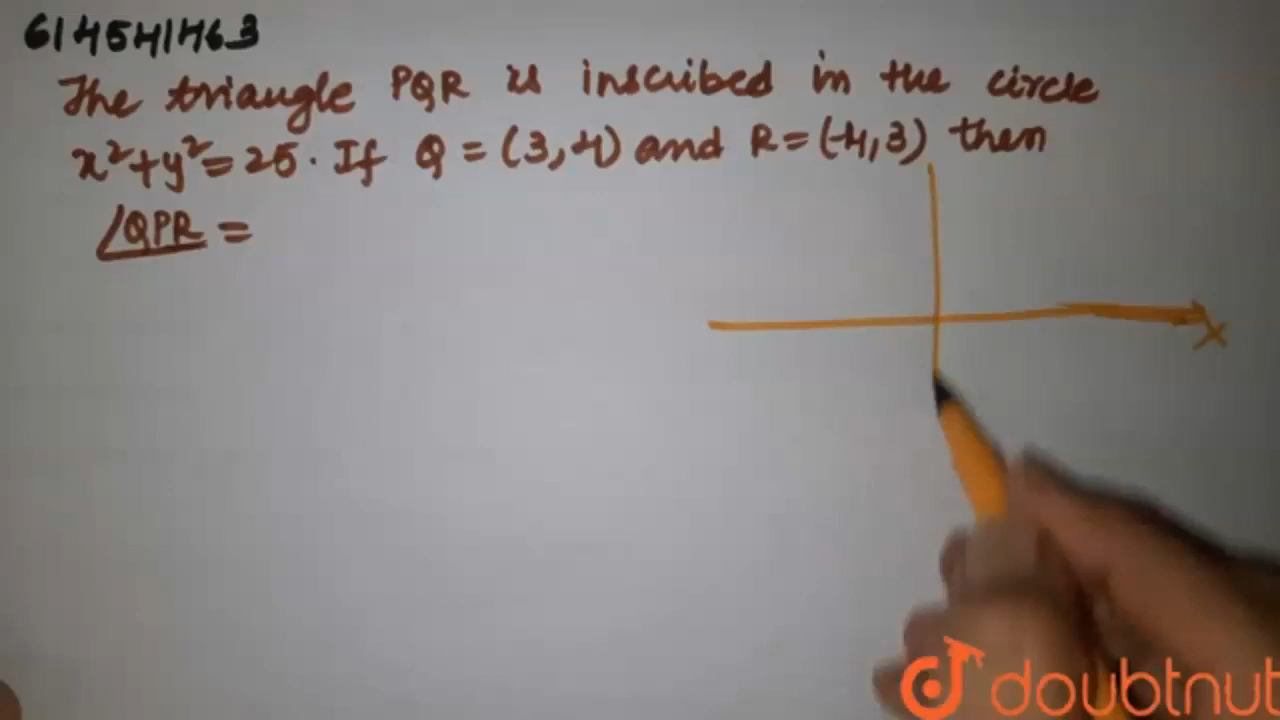 614541463
The triangle PQR is inscribed in the circle
x²+y²=25. If Q = (3,4) and R=(-4,3) then
∠QPR =
X
doubtnut